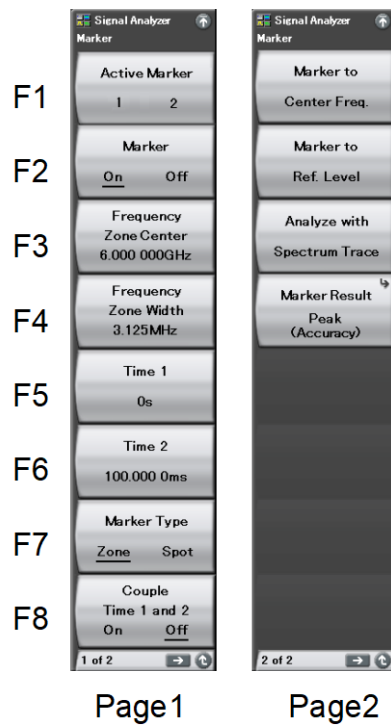 Signal Analyzer
Marker
F1
Active Marker
1 2
F2
Marker
On Off
F3
Frequency
Zone Center
6.000 000GHz
F4
Frequency
Zone Width
3.125MHz
F5
Time 1
0s
F6
Time 2
100.000 0ms
F7
Marker Type
Zone Spot
F8
Couple
Time 1 and 2
On Off
1 of 2
Page1
Signal Analyzer
Marker
Marker to
Center Freq.
Marker to
Ref. Level
Analyze with
Spectrum Trace
Marker Result
Peak
(Accuracy)
2 of 2
Page2